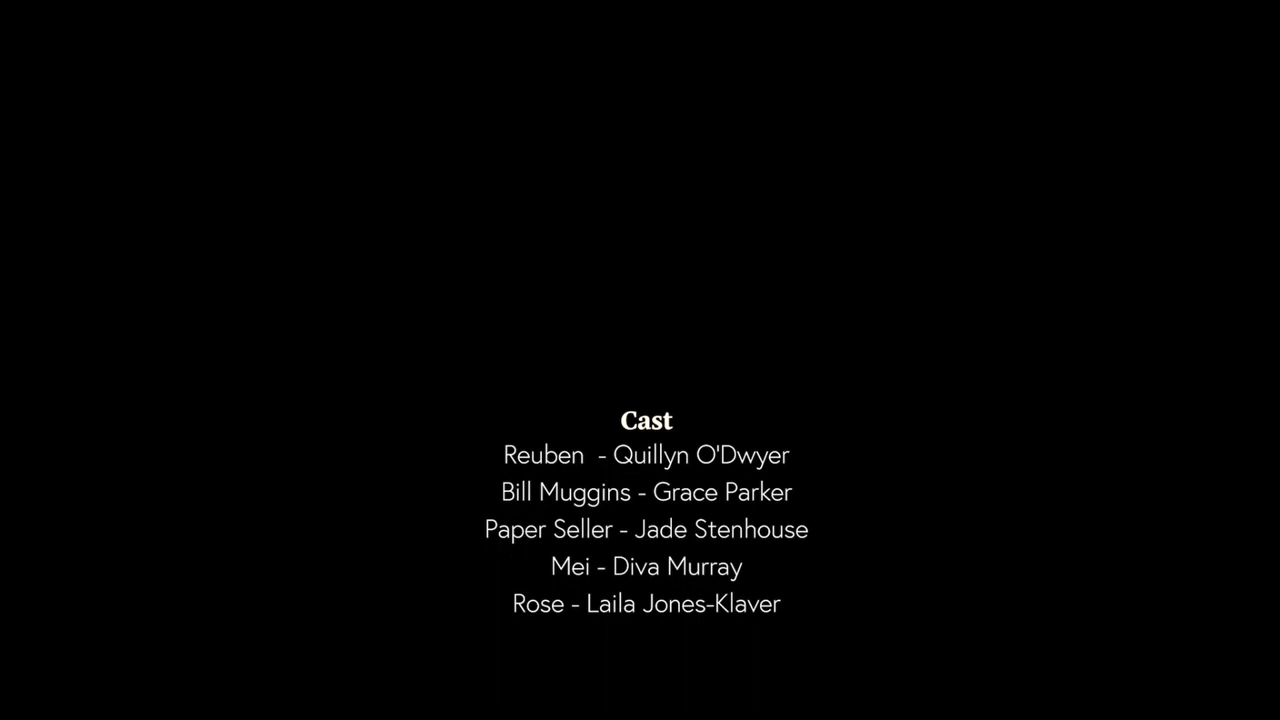 Cast
Reuben  - Quillyn O'Dwyer
Bill Muggins - Grace Parker
Paper Seller - Jade Stenhouse
Mei - Diva Murray
Rose - Laila Jones-Klaver